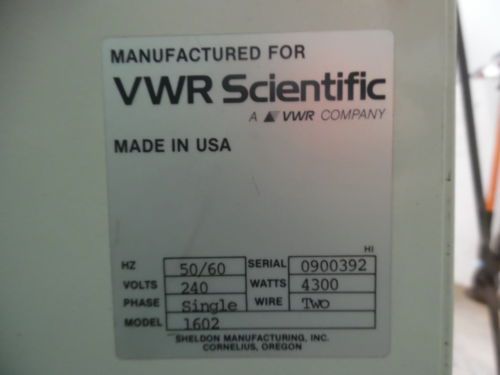 MANUFACTURED FOR
VWR Scientific
A VWR COMPANY
MADE IN USA
HI
HZ 50/60 SERIAL 0900392
VOLTS 240 WATTS 4300
PHASE Single WIRE Two
MODEL 1602
SHELDON MANUFACTURING, INC.
CORNELIUS, OREGON